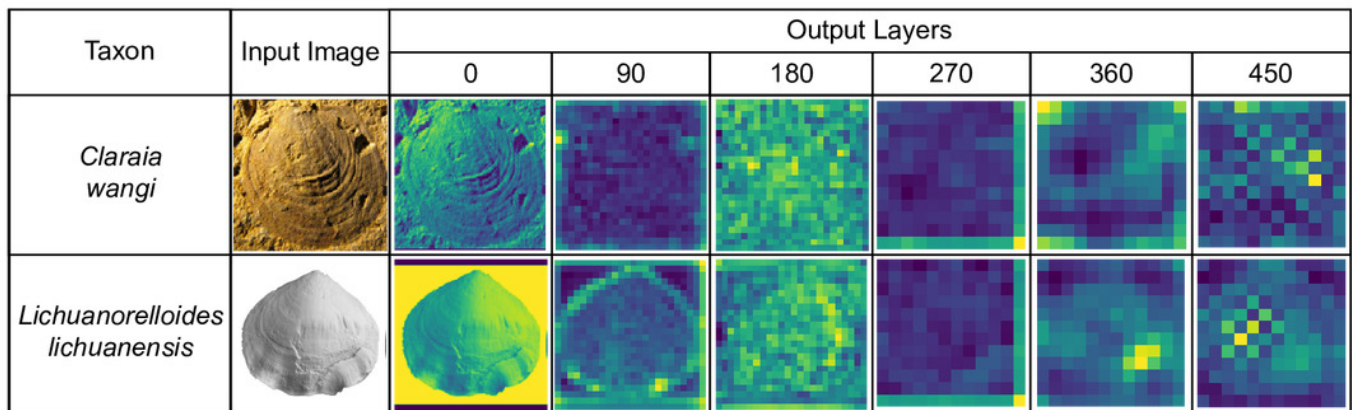 Taxon
Input Image
Output Layers
0 90 180 270 360 450
Claraia
wangi
Lichuanorelloides
lichuanensis